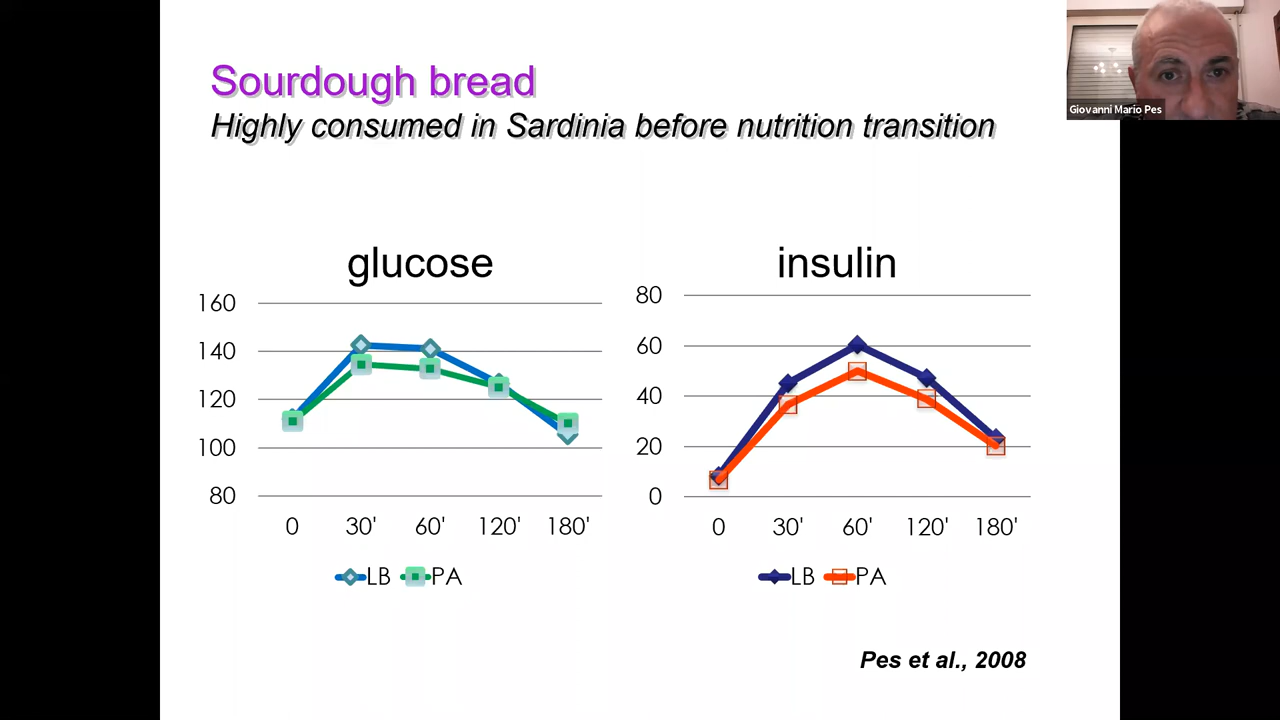 Sourdough bread
Highly consumed in Sardinia before nutrition transition
Giovanni Mario Pes
glucose
160
140
120
100
80
0 30' 60' 120' 180'
LB PA
insulin
80
60
40
20
0
0 30' 60' 120' 180'
LB PA
Pes et al., 2008